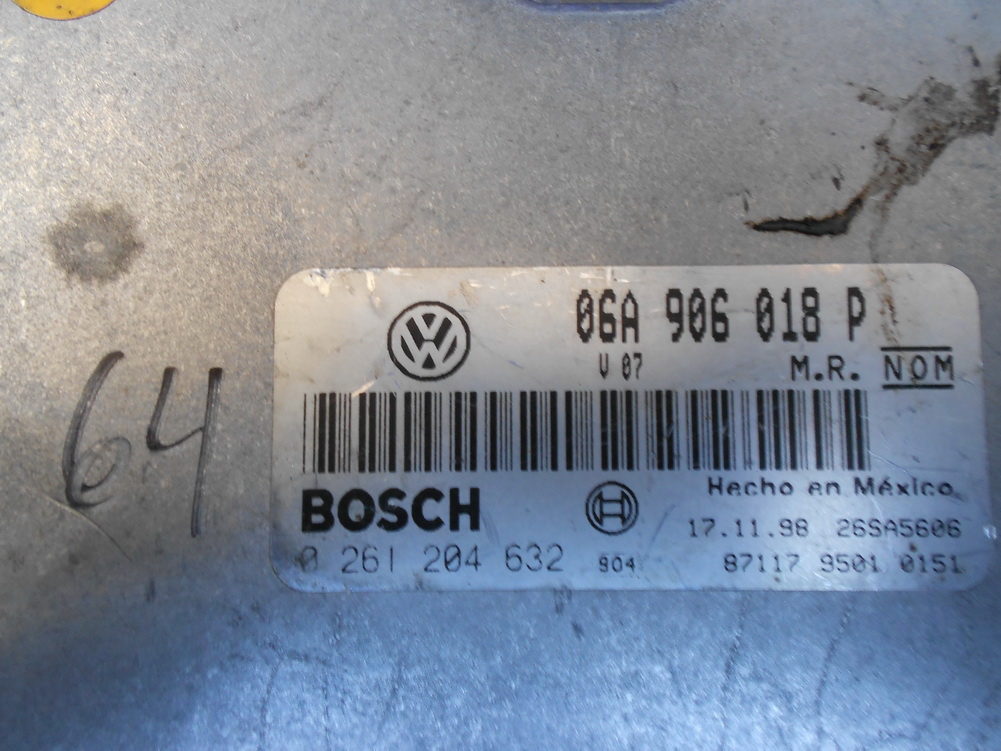 06A 906 018 P
V 07 M.R. NOM
64
BOSCH
Hecho en México
17.11.98 26SA5606
0 261 204 632 904 87117 9501 0151